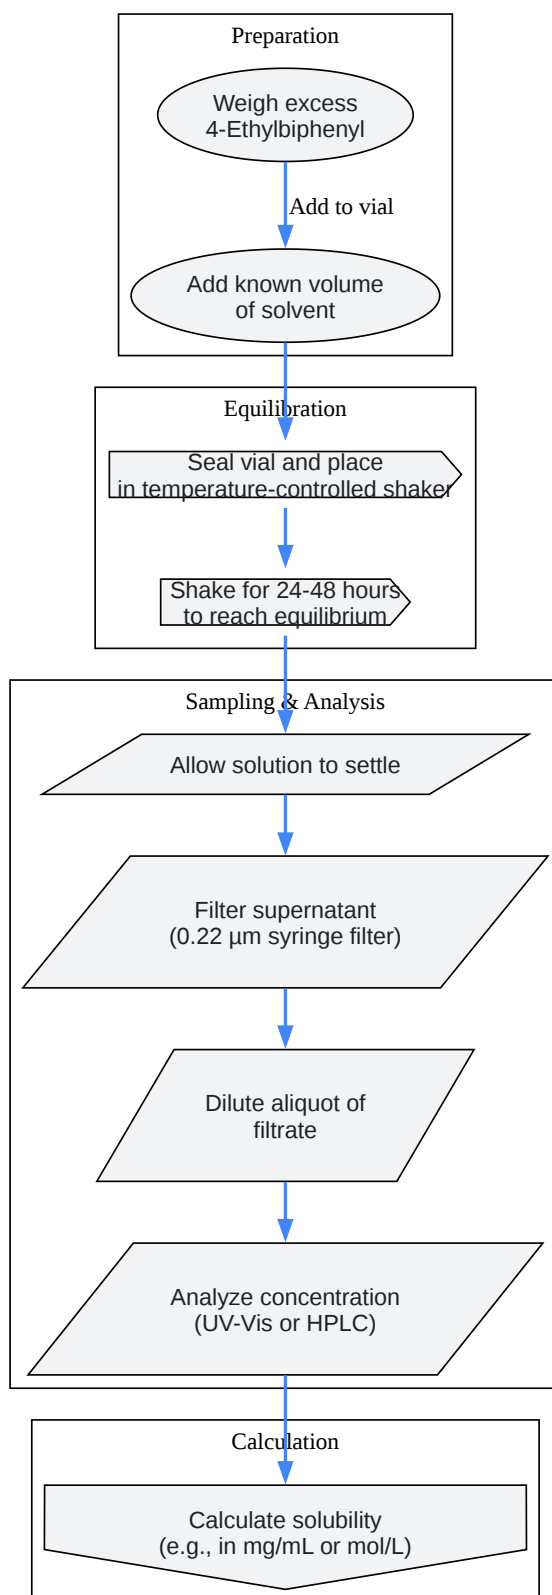 Preparation
Weigh excess
4-Ethylbiphenyl
Add to vial
Add known volume
of solvent
Equilibration
Seal vial and place
in temperature-controlled shaker
Shake for 24-48 hours
to reach equilibrium
Sampling & Analysis
Allow solution to settle
Filter supernatant
(0.22 µm syringe filter)
Dilute aliquot of
filtrate
Analyze concentration
(UV-Vis or HPLC)
Calculation
Calculate solubility
(e.g., in mg/mL or mol/L)